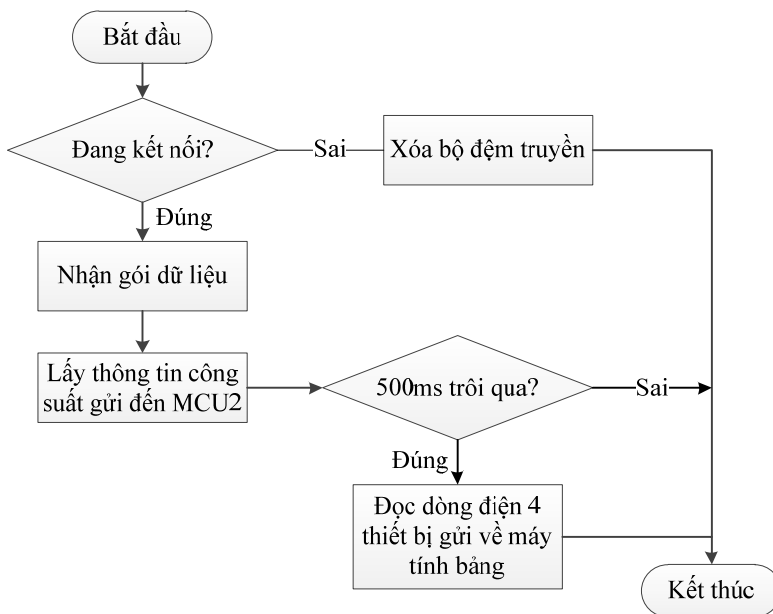 Bắt đầu
Đang kết nối?
Sai
Xóa bộ đệm truyền
Đúng
Nhận gói dữ liệu
Lấy thông tin công
suất gửi đến MCU2
500ms trôi qua?
Sai
Đúng
Đọc dòng điện 4
thiết bị gửi về máy
tính bảng
Kết thúc